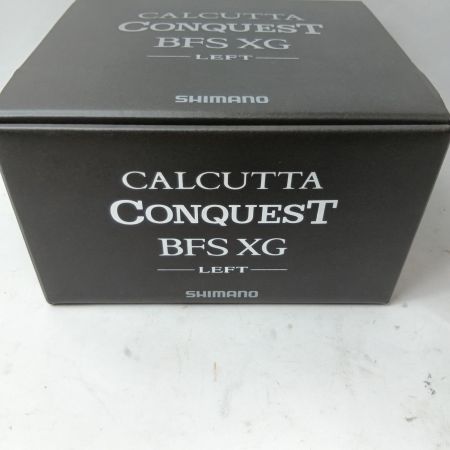 CALCUTTA
CONQUEST
BFS XG
LEFT
SHIMANO
CALCUTTA
CONQUEST
BFS XG
LEFT
SHIMANO